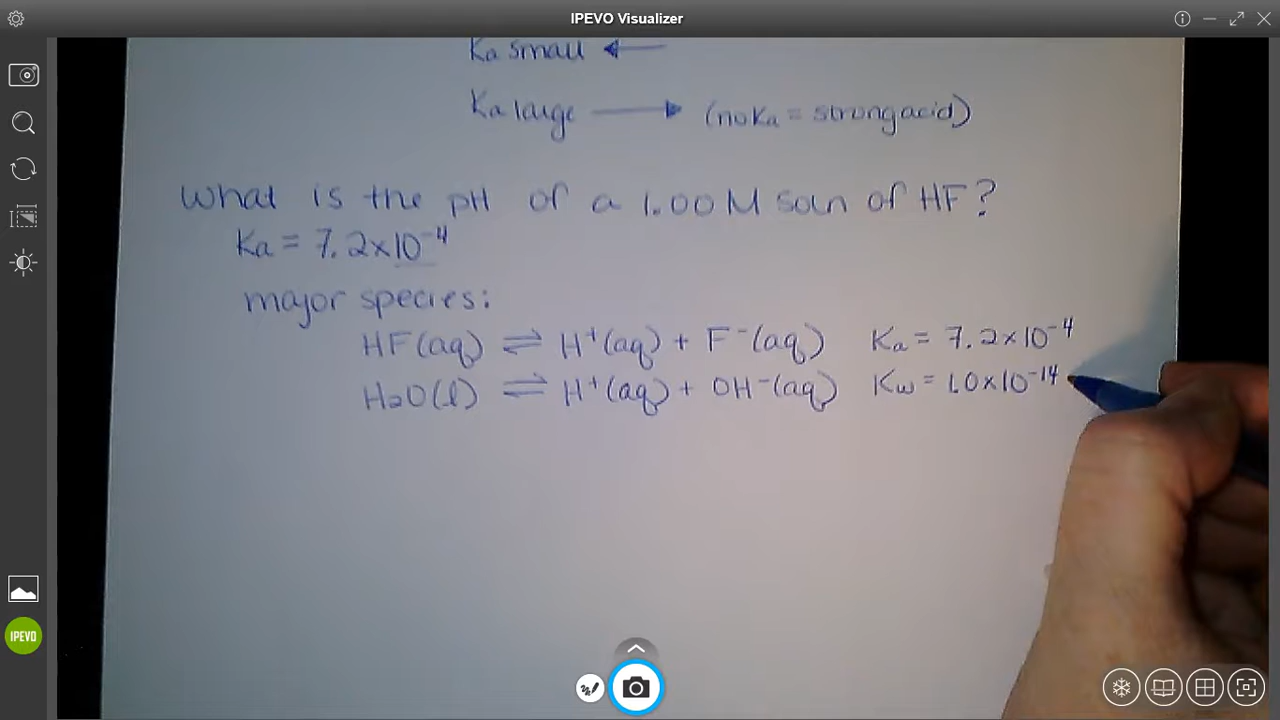 IPEVO Visualizer
Ka small ←
Ka large → (no Ka = strong acid)
What is the pH of a 1.00 M soln of HF?
Ka = 7.2×10⁻⁴
major species:
HF(aq) ⇌ H⁺(aq) + F⁻(aq) Ka = 7.2×10⁻⁴
H₂O(l) ⇌ H⁺(aq) + OH⁻(aq) Kw = 1.0×10⁻¹⁴
IPEVO